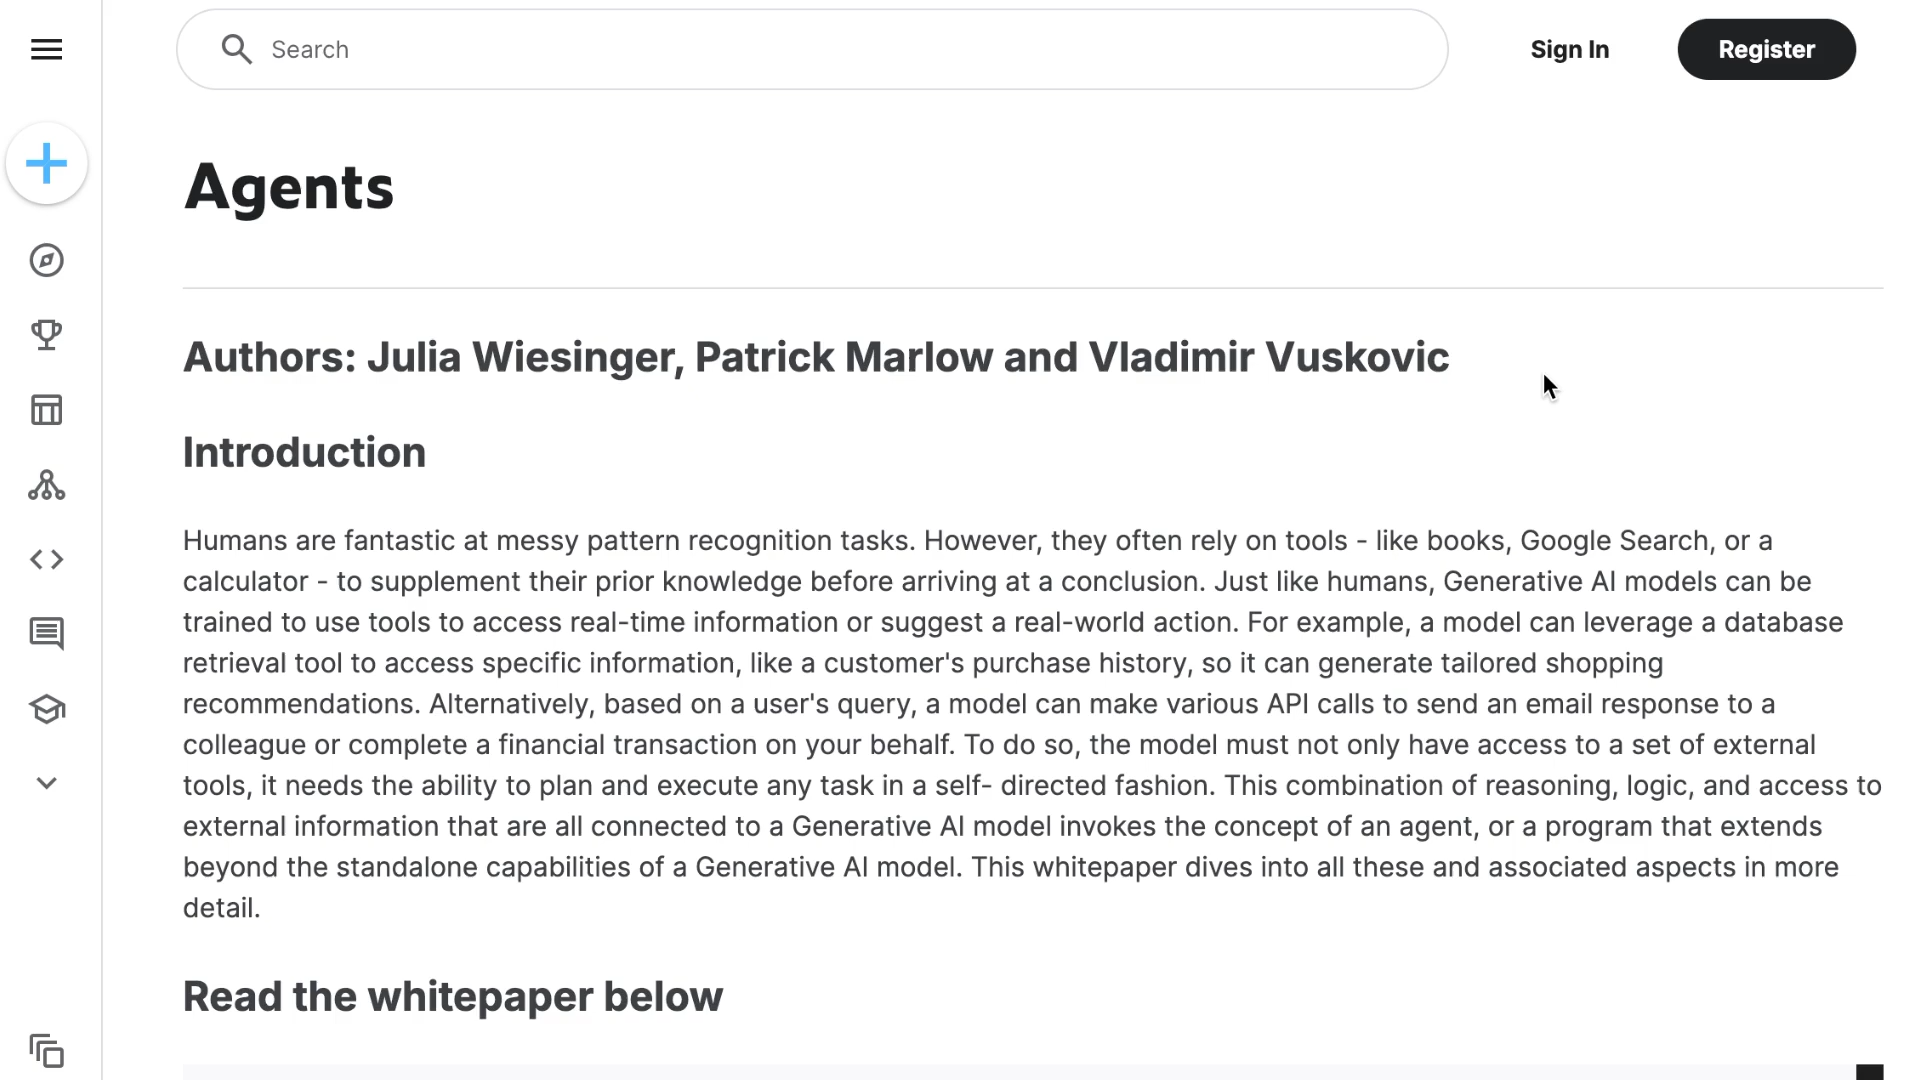 Search
Sign In
Register
Agents
Authors: Julia Wiesinger, Patrick Marlow and Vladimir Vuskovic
Introduction
Humans are fantastic at messy pattern recognition tasks. However, they often rely on tools - like books, Google Search, or a
calculator - to supplement their prior knowledge before arriving at a conclusion. Just like humans, Generative AI models can be
trained to use tools to access real-time information or suggest a real-world action. For example, a model can leverage a database
retrieval tool to access specific information, like a customer's purchase history, so it can generate tailored shopping
recommendations. Alternatively, based on a user's query, a model can make various API calls to send an email response to a
colleague or complete a financial transaction on your behalf. To do so, the model must not only have access to a set of external
tools, it needs the ability to plan and execute any task in a self- directed fashion. This combination of reasoning, logic, and access to
external information that are all connected to a Generative AI model invokes the concept of an agent, or a program that extends
beyond the standalone capabilities of a Generative AI model. This whitepaper dives into all these and associated aspects in more
detail.
Read the whitepaper below